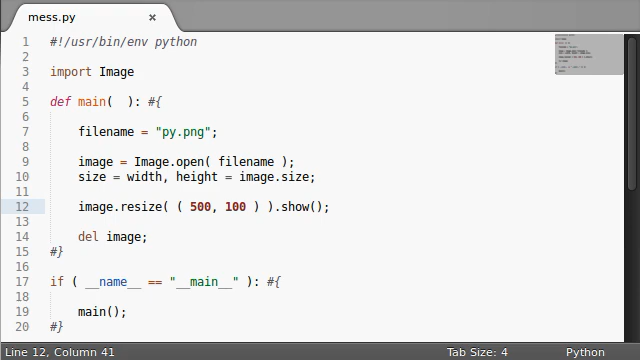 mess.py ×
1 #!/usr/bin/env python
2
3 import Image
4
5 def main(  ): #{
6
7     filename = "py.png";
8
9     image = Image.open( filename );
10     size = width, height = image.size;
11
12     image.resize( ( 500, 100 ) ).show();
13
14     del image;
15 #}
16
17 if ( __name__ == "__main__" ): #{
18
19     main();
20 #}
Line 12, Column 41 Tab Size: 4 Python